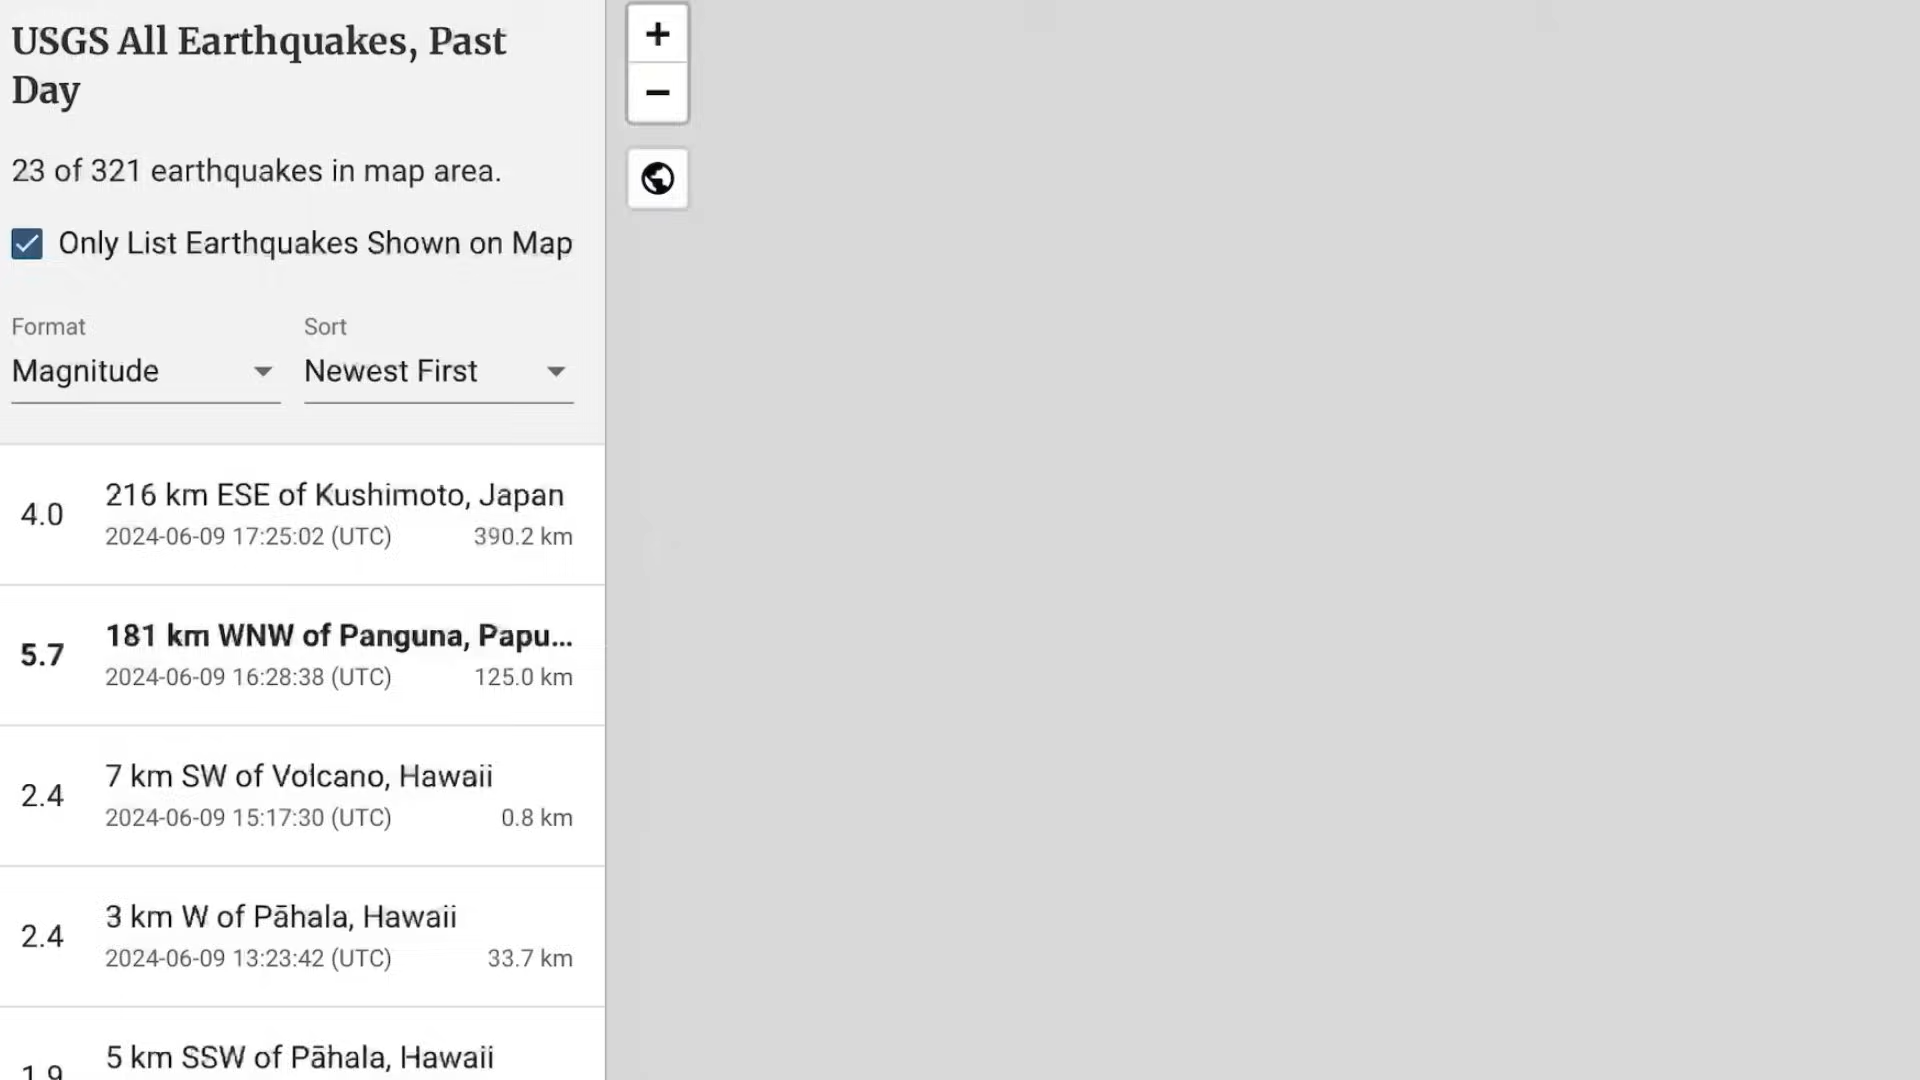 USGS All Earthquakes, Past
Day
23 of 321 earthquakes in map area.
Only List Earthquakes Shown on Map
Format
Sort
Magnitude
Newest First
4.0
216 km ESE of Kushimoto, Japan
2024-06-09 17:25:02 (UTC)
390.2 km
5.7
181 km WNW of Panguna, Papu...
2024-06-09 16:28:38 (UTC)
125.0 km
2.4
7 km SW of Volcano, Hawaii
2024-06-09 15:17:30 (UTC)
0.8 km
2.4
3 km W of Pāhala, Hawaii
2024-06-09 13:23:42 (UTC)
33.7 km
1.9
5 km SSW of Pāhala, Hawaii